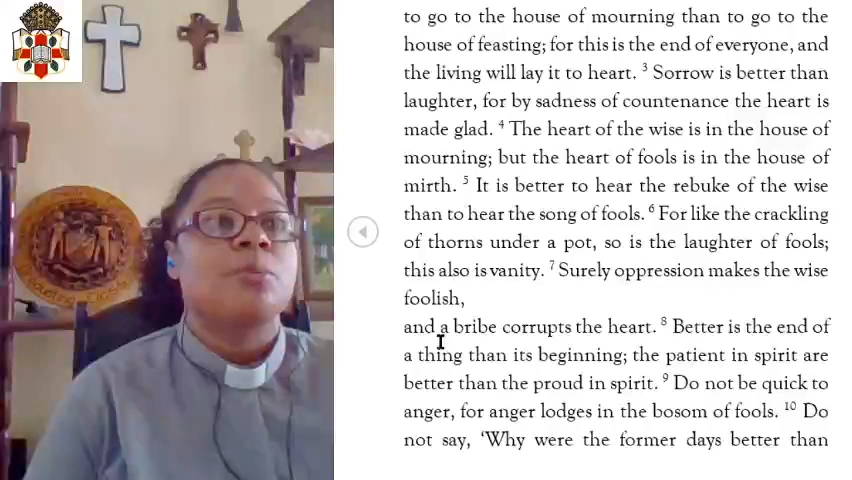 to go to the house of mourning than to go to the
house of feasting; for this is the end of everyone, and
the living will lay it to heart. ³ Sorrow is better than
laughter, for by sadness of countenance the heart is
made glad. ⁴ The heart of the wise is in the house of
mourning; but the heart of fools is in the house of
mirth. ⁵ It is better to hear the rebuke of the wise
than to hear the song of fools. ⁶ For like the crackling
of thorns under a pot, so is the laughter of fools;
this also is vanity. ⁷ Surely oppression makes the wise
foolish,
and a bribe corrupts the heart. ⁸ Better is the end of
a thing than its beginning; the patient in spirit are
better than the proud in spirit. ⁹ Do not be quick to
anger, for anger lodges in the bosom of fools. ¹⁰ Do
not say, ‘Why were the former days better than